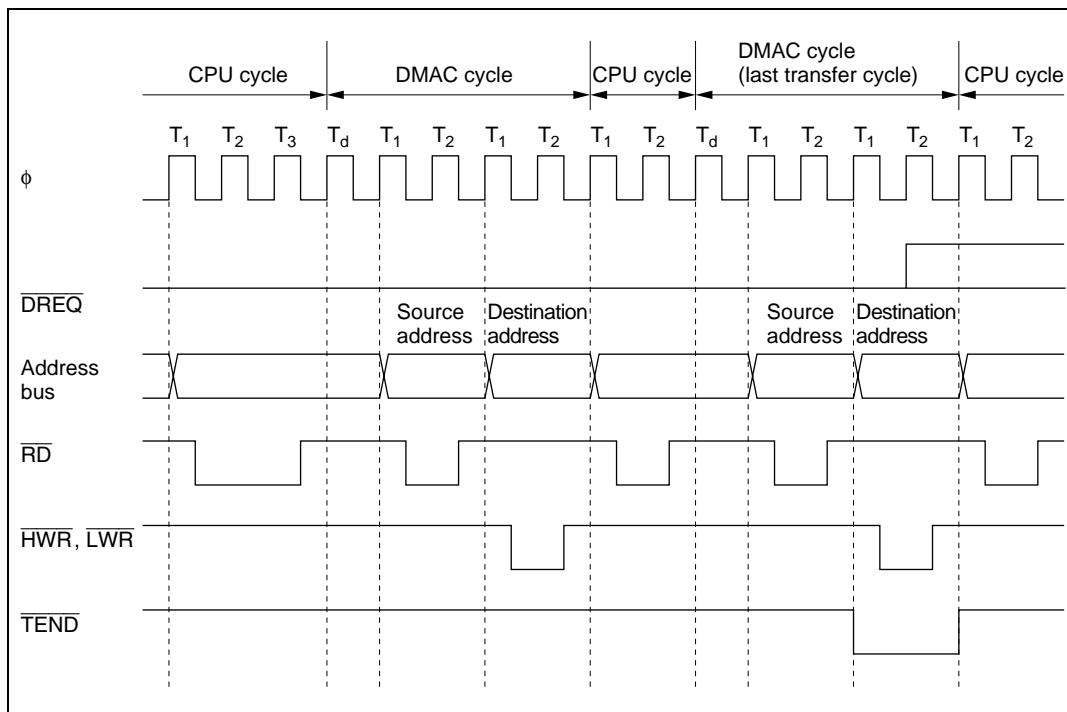 DMAC cycle
(last transfer cycle)
CPU cycle
DMAC cycle
CPU cycle
CPU cycle
T1 T2 T3 Td T1 T2 T1 T2 T1 T2 Td T1 T2 T1 T2 T1 T2
ϕ
DREQ
Source
address
Destination
address
Source
address
Destination
address
Address
bus
RD
HWR, LWR
TEND